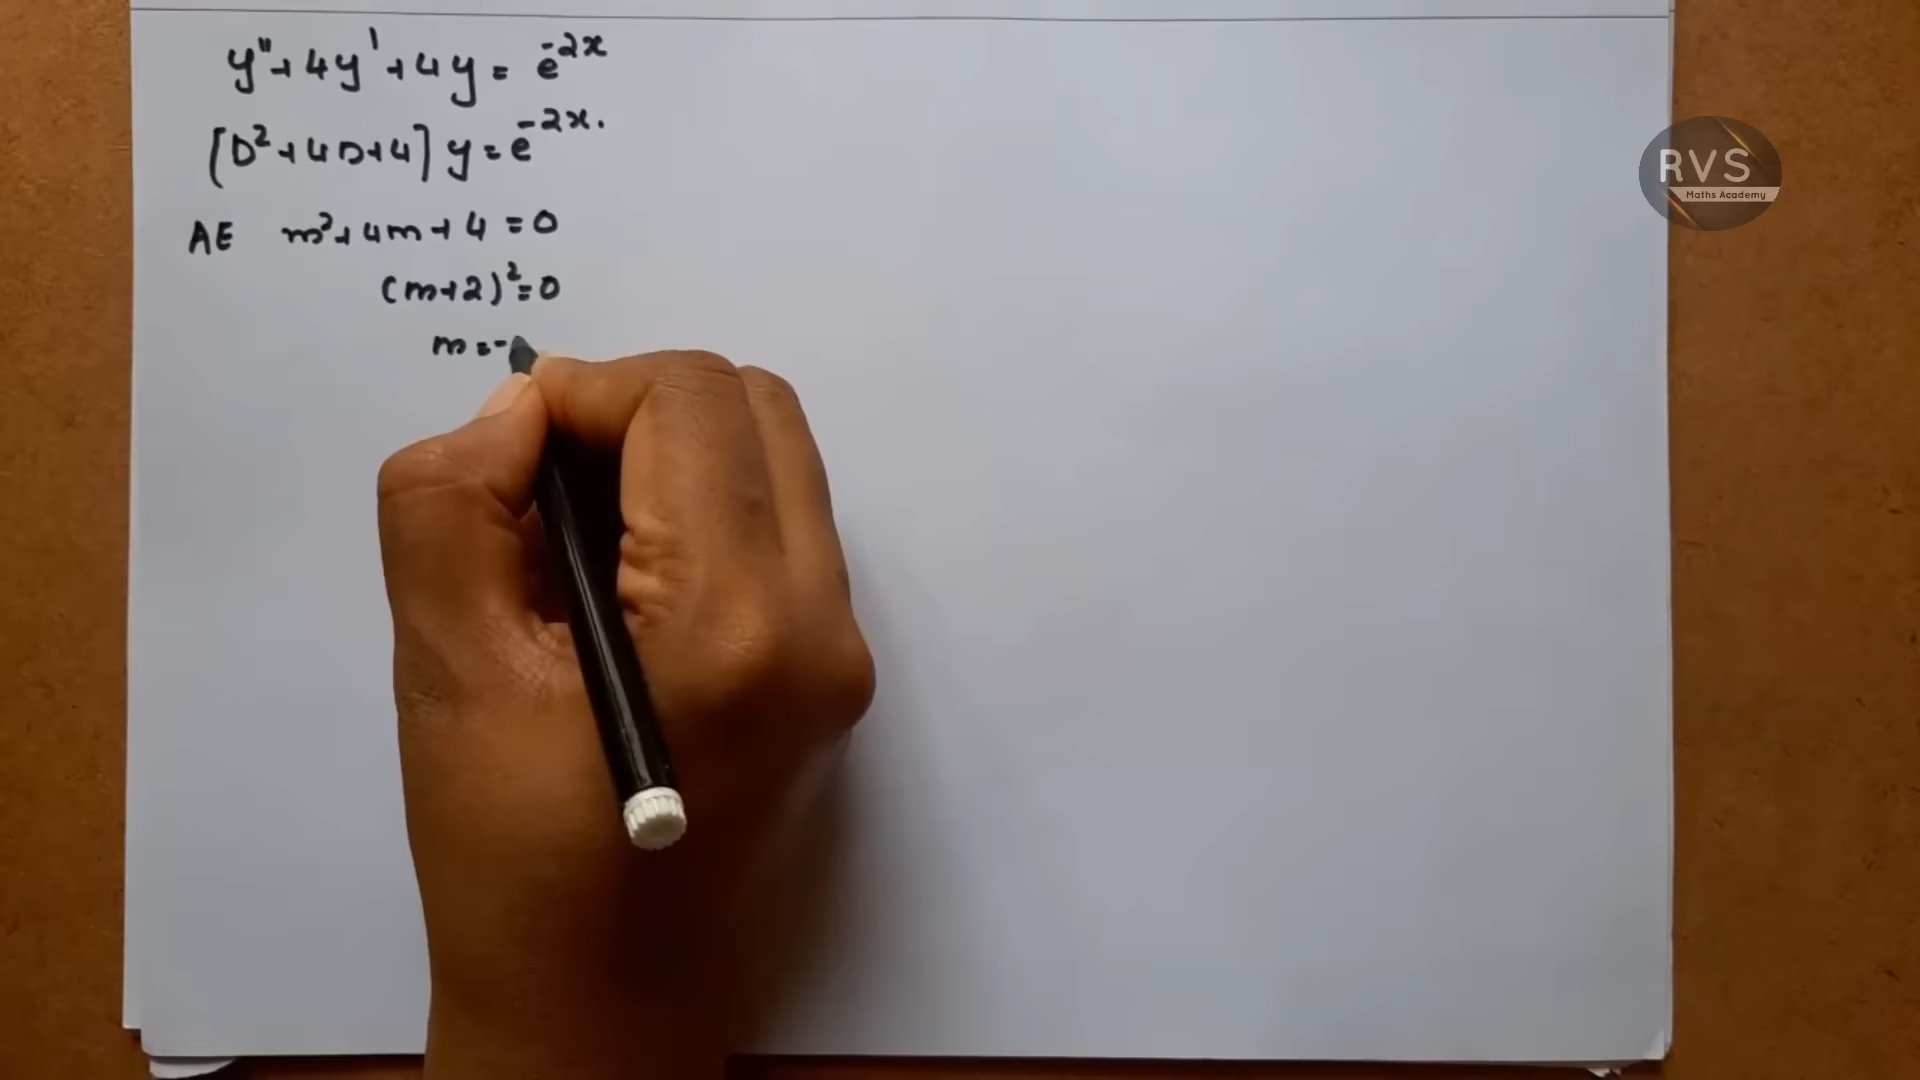 y'' + 4y' + 4y = e^{-2x}
[D² + 4D + 4] y = e^{-2x}.
AE m² + 4m + 4 = 0
(m+2)² = 0
m = -
RVS
Maths Academy